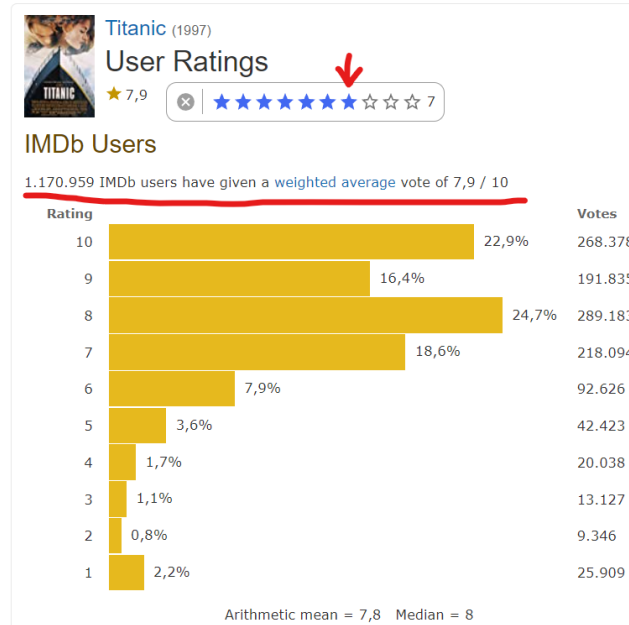 Titanic (1997)
User Ratings
7,9
7
TITANIC
IMDb Users
1.170.959 IMDb users have given a weighted average vote of 7,9 / 10
Rating Votes
10 22,9% 268.378
9 16,4% 191.835
8 24,7% 289.183
7 18,6% 218.094
6 7,9% 92.626
5 3,6% 42.423
4 1,7% 20.038
3 1,1% 13.127
2 0,8% 9.346
1 2,2% 25.909
Arithmetic mean = 7,8 Median = 8